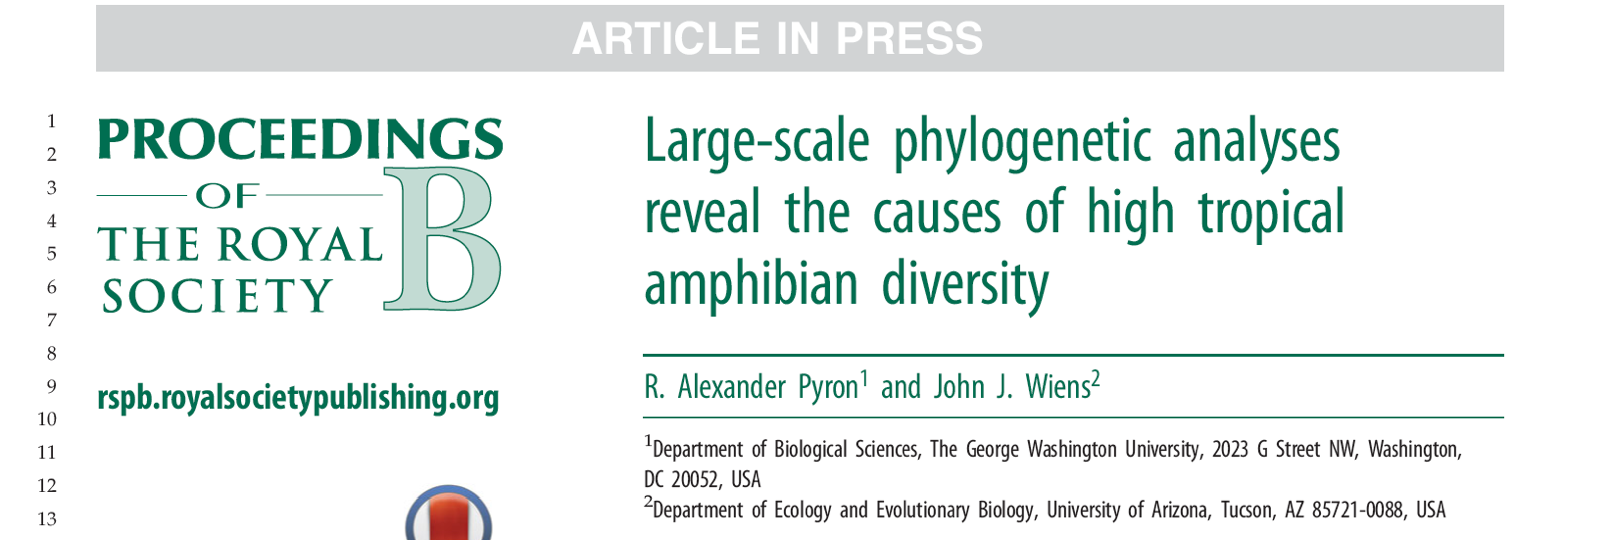 ARTICLE IN PRESS
1
2
3
4
5
6
7
8
9
10
11
12
13
PROCEEDINGS
OF
THE ROYAL
SOCIETY
B
rspb.royalsocietypublishing.org
Large-scale phylogenetic analyses
reveal the causes of high tropical
amphibian diversity
R. Alexander Pyron1 and John J. Wiens2
1Department of Biological Sciences, The George Washington University, 2023 G Street NW, Washington,
DC 20052, USA
2Department of Ecology and Evolutionary Biology, University of Arizona, Tucson, AZ 85721-0088, USA